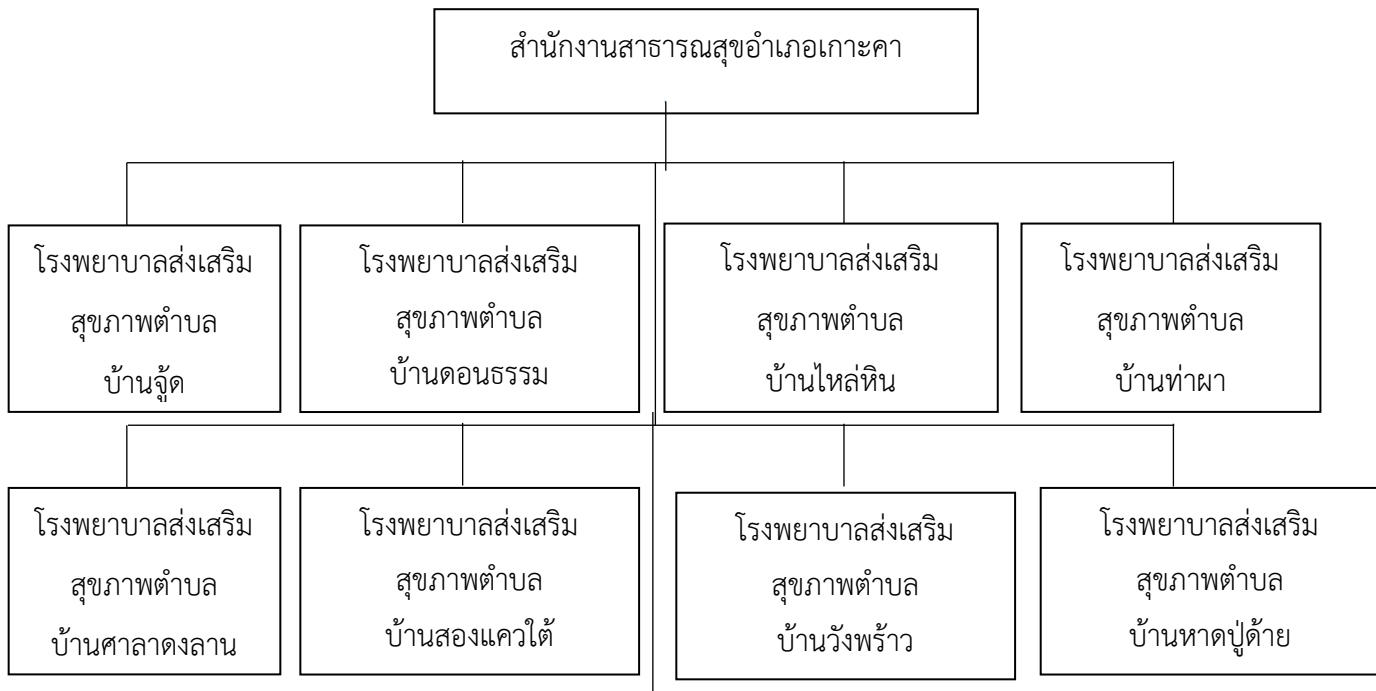 สำนักงานสาธารณสุขอำเภอเกาะคา
โรงพยาบาลส่งเสริม
สุขภาพตำบล
บ้านจู้ด
โรงพยาบาลส่งเสริม
สุขภาพตำบล
บ้านดอนธรรม
โรงพยาบาลส่งเสริม
สุขภาพตำบล
บ้านไหล่หิน
โรงพยาบาลส่งเสริม
สุขภาพตำบล
บ้านท่าผา
โรงพยาบาลส่งเสริม
สุขภาพตำบล
บ้านศาลาดงลาน
โรงพยาบาลส่งเสริม
สุขภาพตำบล
บ้านสองแควใต้
โรงพยาบาลส่งเสริม
สุขภาพตำบล
บ้านวังพร้าว
โรงพยาบาลส่งเสริม
สุขภาพตำบล
บ้านหาดปู่ด้าย